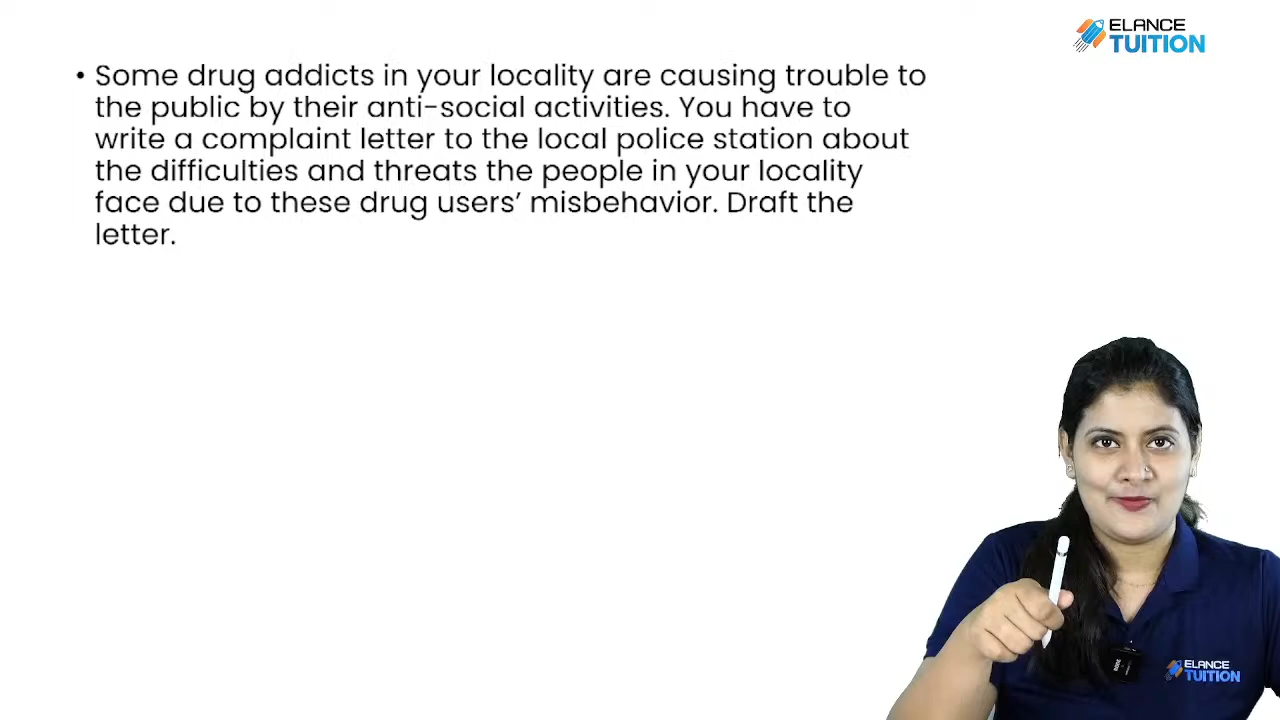 ELANCE
TUITION
• Some drug addicts in your locality are causing trouble to
the public by their anti-social activities. You have to
write a complaint letter to the local police station about
the difficulties and threats the people in your locality
face due to these drug users’ misbehavior. Draft the
letter.
ELANCE
TUITION